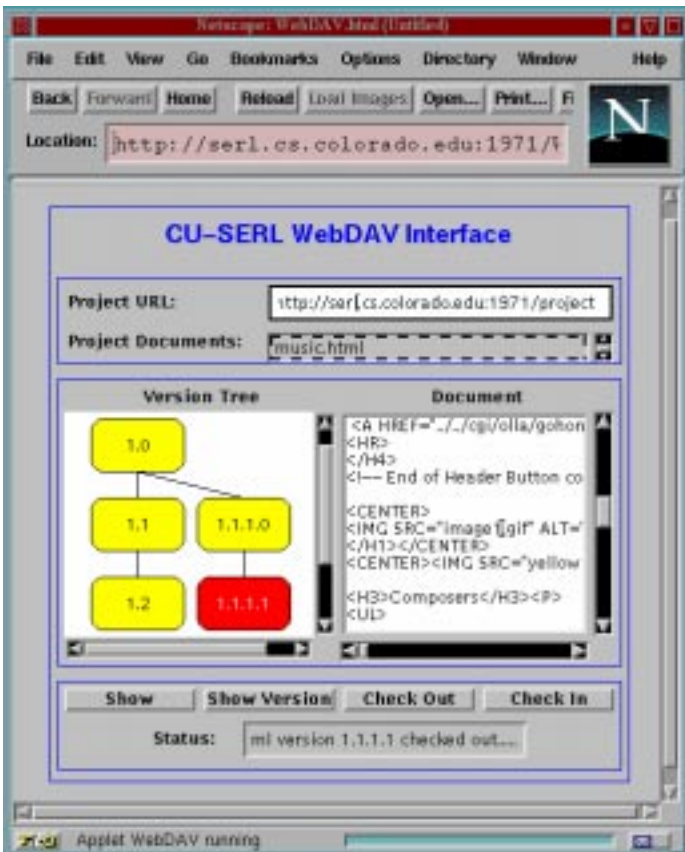 Netscape: WebDAV.html (Untitled)
File Edit View Go Bookmarks Options Directory Window Help
Back Forward Home Reload Load Images Open... Print... Fi
N
Location: http://serl.cs.colorado.edu:1971/
CU-SERL WebDAV Interface
Project URL: http://serl.cs.colorado.edu:1971/project
Project Documents: music.html
Version Tree Document
1.0
1.1 1.1.1.0
1.2 1.1.1.1
<A HREF="../../cgi/olla/gohon
<HR>
</H4>
<!-- End of Header Button co
<CENTER>
<IMG SRC="image1.gif" ALT="
</H1></CENTER>
<CENTER><IMG SRC="yellow
<H3>Composers</H3><P>
<UL>
Show Show Version Check Out Check In
Status: ml version 1.1.1.1 checked out....
Applet WebDAV running